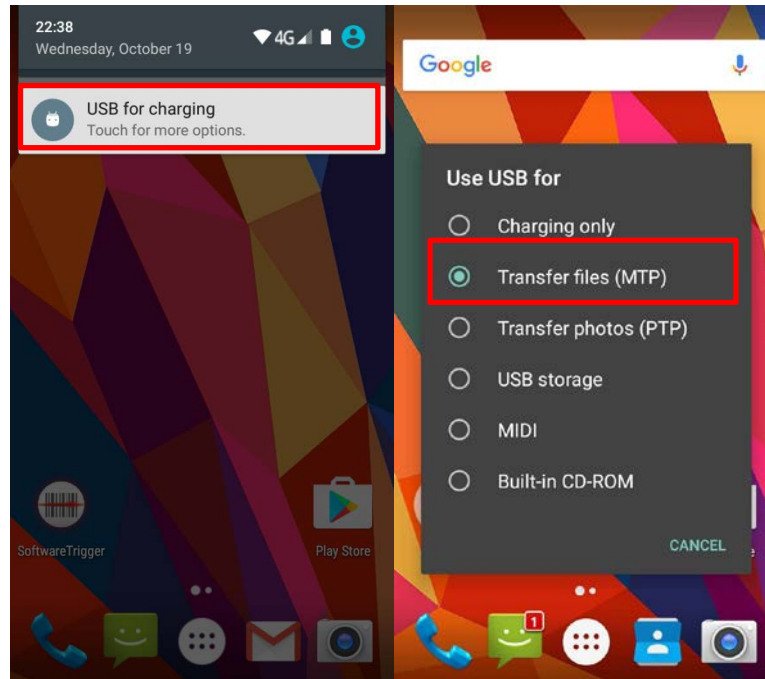 22:38
Wednesday, October 19
4G
USB for charging
Touch for more options.
SoftwareTrigger
Play Store
Google
Use USB for
Charging only
Transfer files (MTP)
Transfer photos (PTP)
USB storage
MIDI
Built-in CD-ROM
CANCEL
e
1